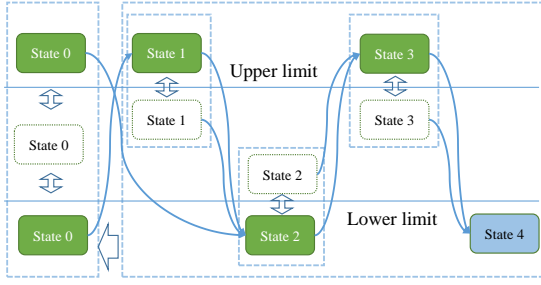 State 0
State 1
State 3
Upper limit
State 1
State 3
State 0
State 2
Lower limit
State 0
State 2
State 4